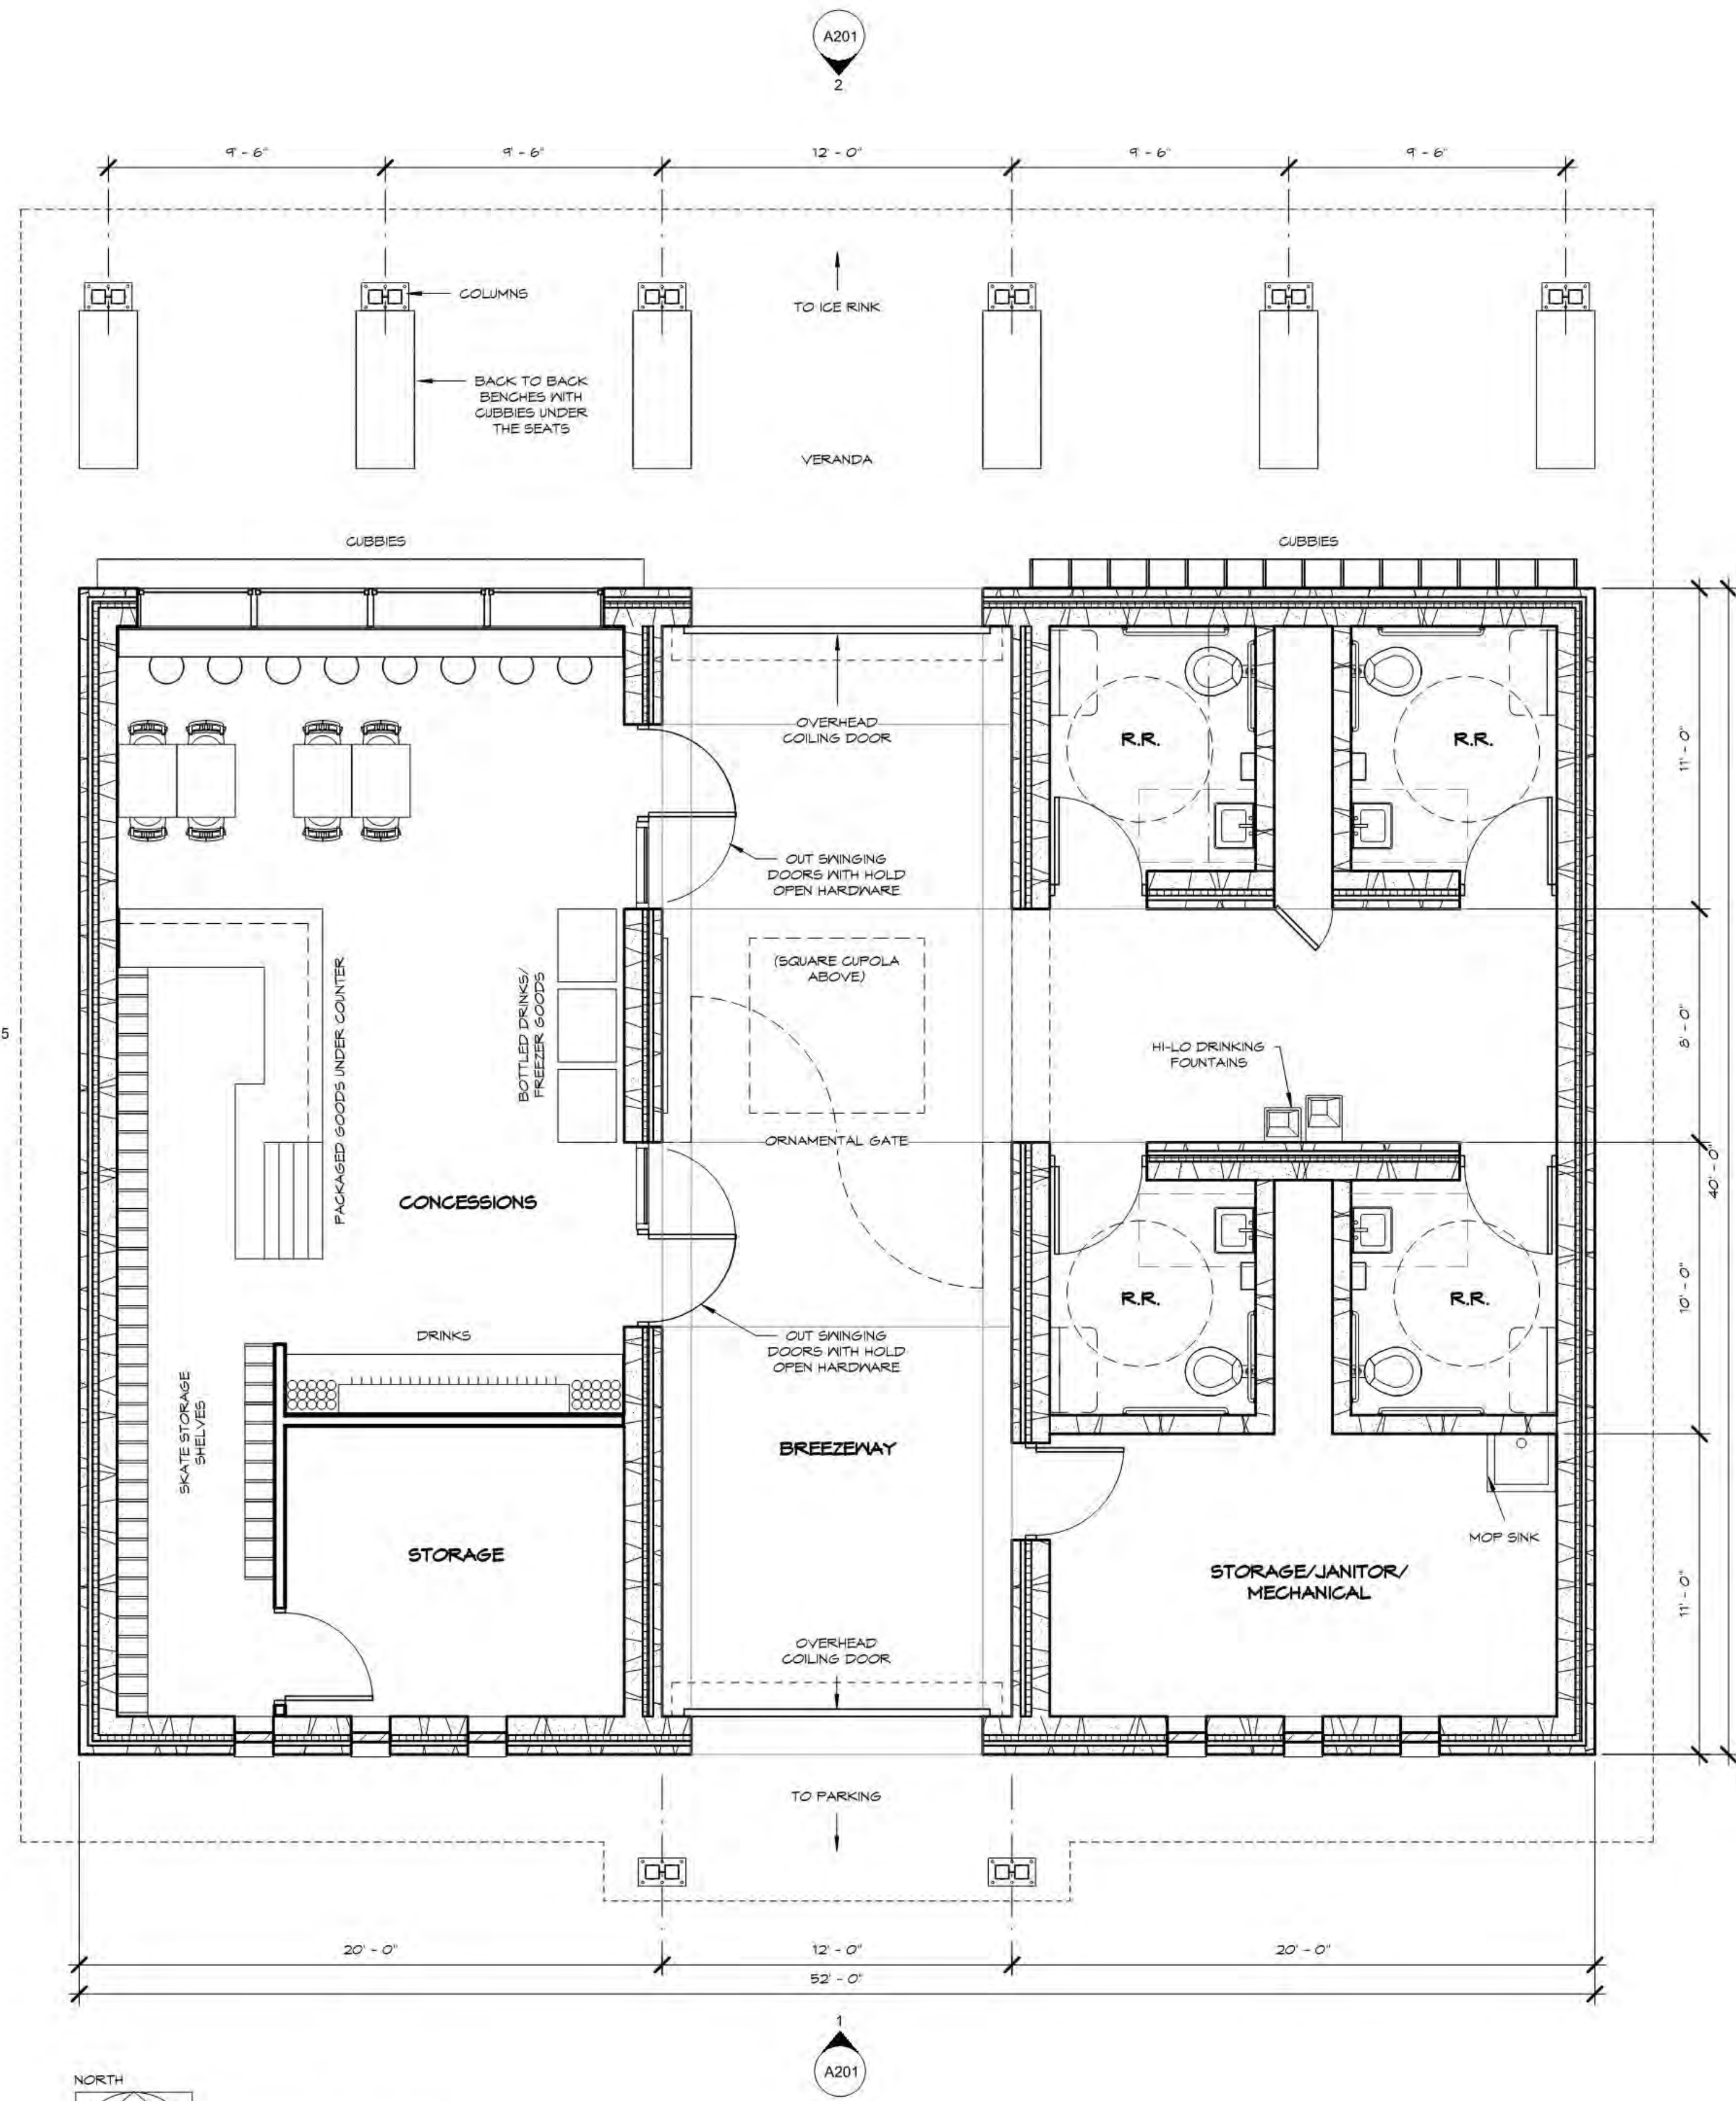 A201
2
9' - 6"
9' - 6"
12' - 0"
9' - 6"
9' - 6"
COLUMNS
TO ICE RINK
BACK TO BACK
BENCHES WITH
CUBBIES UNDER
THE SEATS
VERANDA
CUBBIES
CUBBIES
OVERHEAD
COILING DOOR
R.R.
R.R.
11' - 0"
OUT SWINGING
DOORS WITH HOLD
OPEN HARDWARE
(SQUARE CUPOLA
ABOVE)
PACKAGED GOODS UNDER COUNTER
BOTTLED DRINKS/
FREEZER GOODS
5
HI-LO DRINKING
FOUNTAINS
8' - 0"
ORNAMENTAL GATE
40' - 0"
CONCESSIONS
R.R.
R.R.
10' - 0"
DRINKS
OUT SWINGING
DOORS WITH HOLD
OPEN HARDWARE
SKATE STORAGE
SHELVES
BREEZEWAY
STORAGE
MOP SINK
STORAGE/JANITOR/
MECHANICAL
11' - 0"
OVERHEAD
COILING DOOR
TO PARKING
20' - 0"
12' - 0"
20' - 0"
52' - 0"
1
A201
NORTH